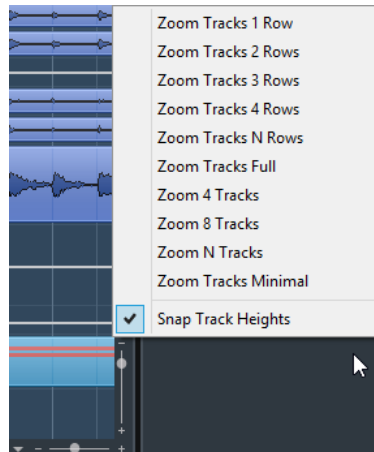 Zoom Tracks 1 Row
Zoom Tracks 2 Rows
Zoom Tracks 3 Rows
Zoom Tracks 4 Rows
Zoom Tracks N Rows
Zoom Tracks Full
Zoom 4 Tracks
Zoom 8 Tracks
Zoom N Tracks
Zoom Tracks Minimal
Snap Track Heights